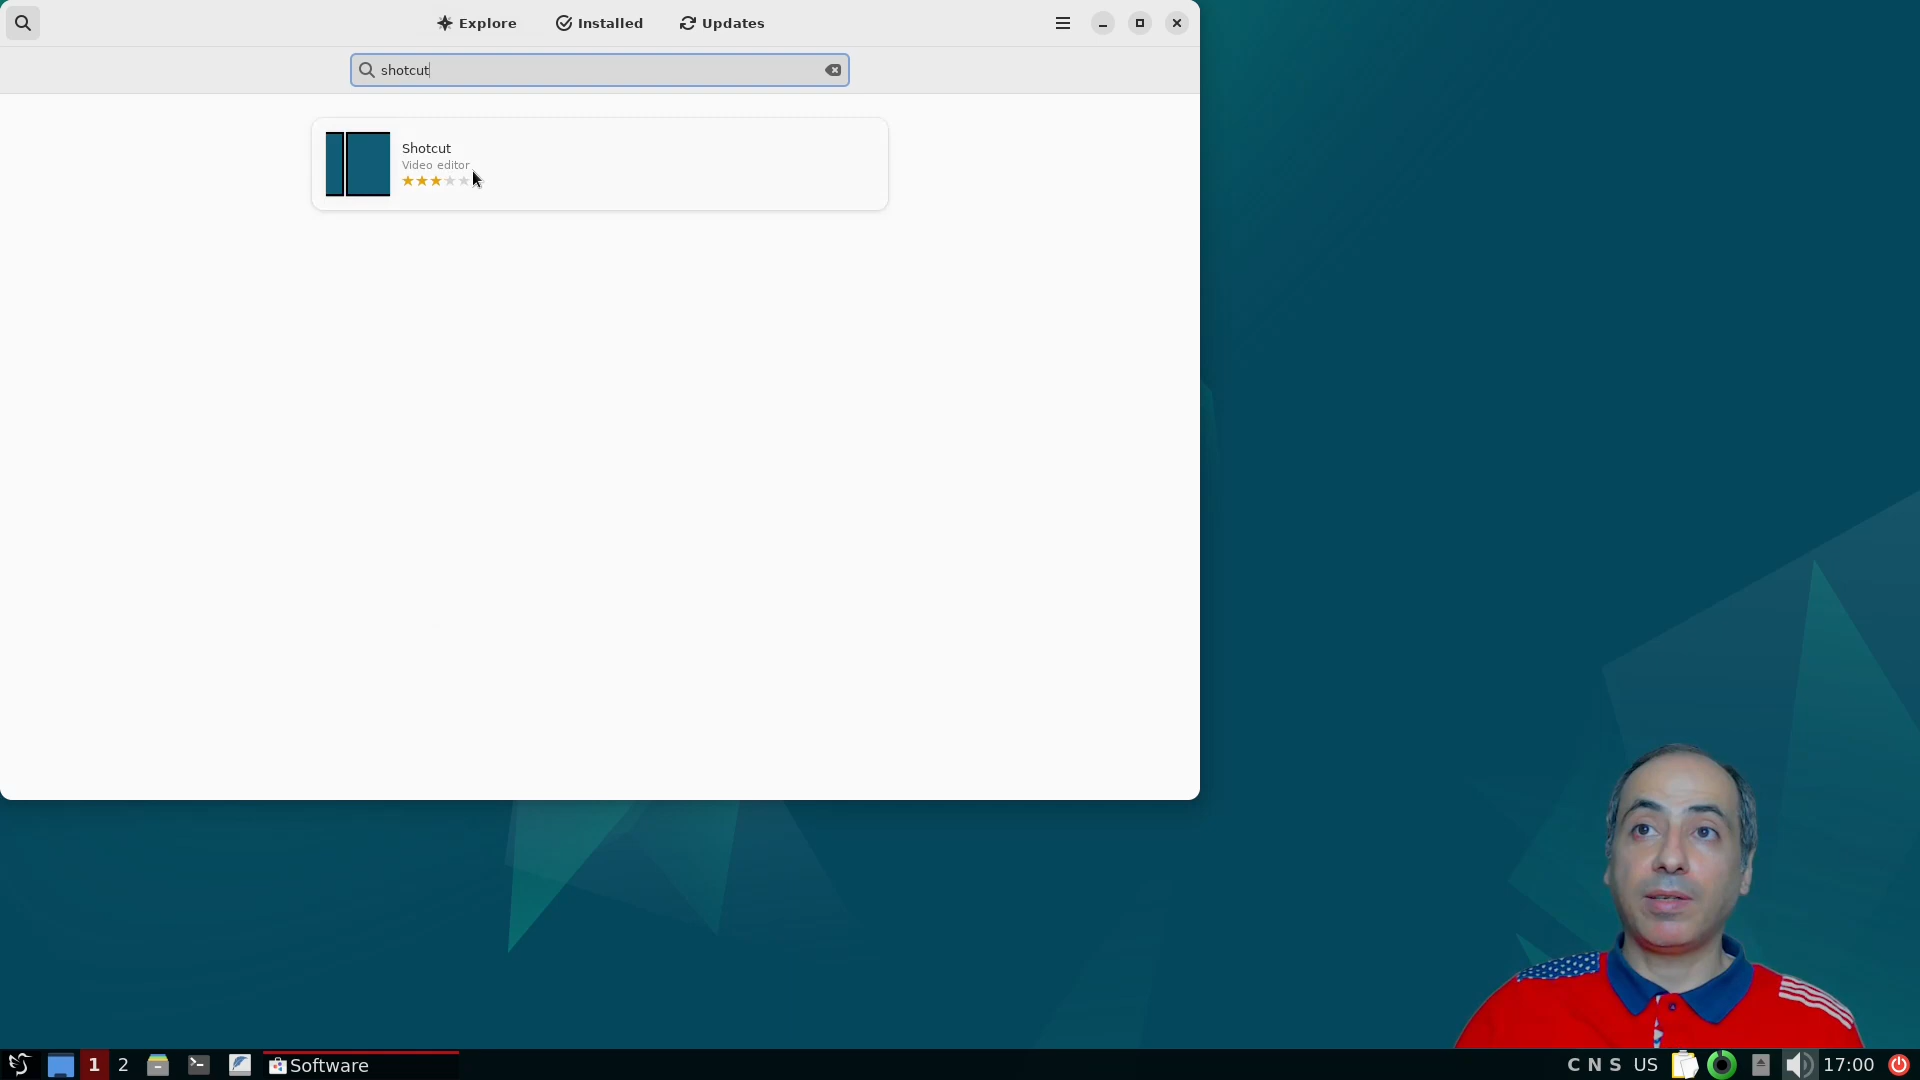 Explore
Installed
Updates
shotcut
Shotcut
Video editor
1
2
Software
C N S
US
17:00